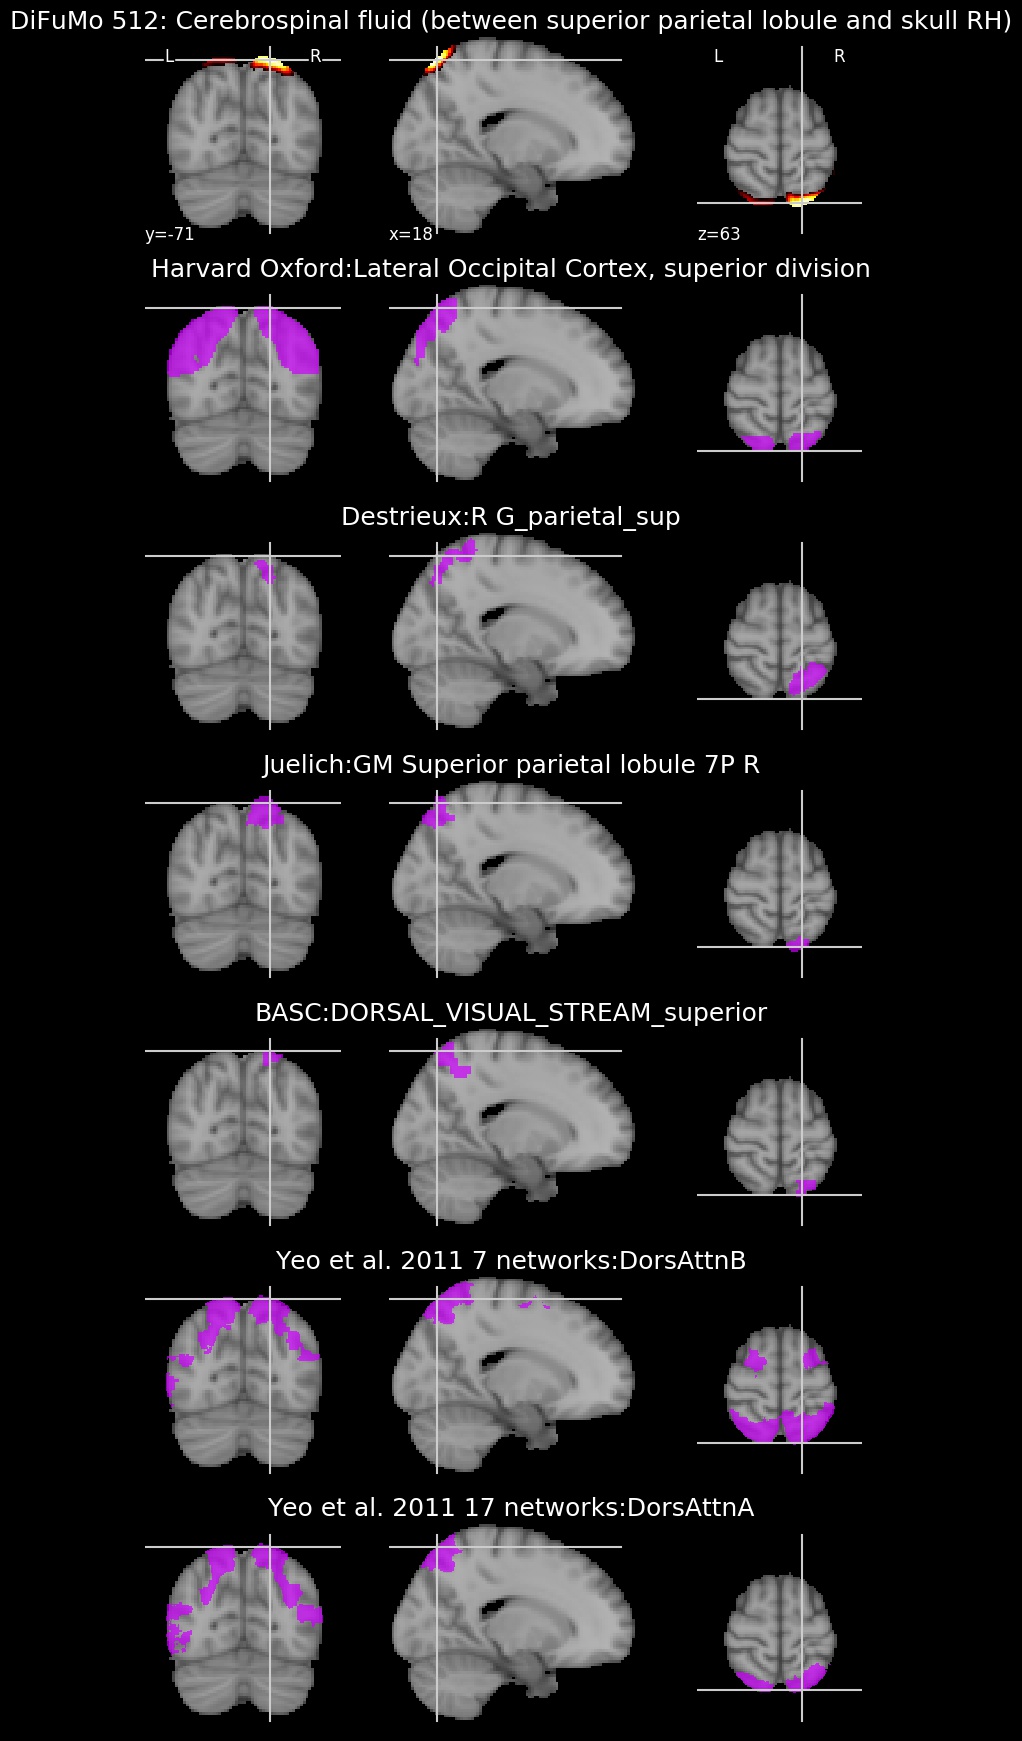 DiFuMo 512: Cerebrospinal fluid (between superior parietal lobule and skull RH)
L R L R
y=-71 x=18 z=63
Harvard Oxford:Lateral Occipital Cortex, superior division
Destrieux:R G_parietal_sup
Juelich:GM Superior parietal lobule 7P R
BASC:DORSAL_VISUAL_STREAM_superior
Yeo et al. 2011 7 networks:DorsAttnB
Yeo et al. 2011 17 networks:DorsAttnA